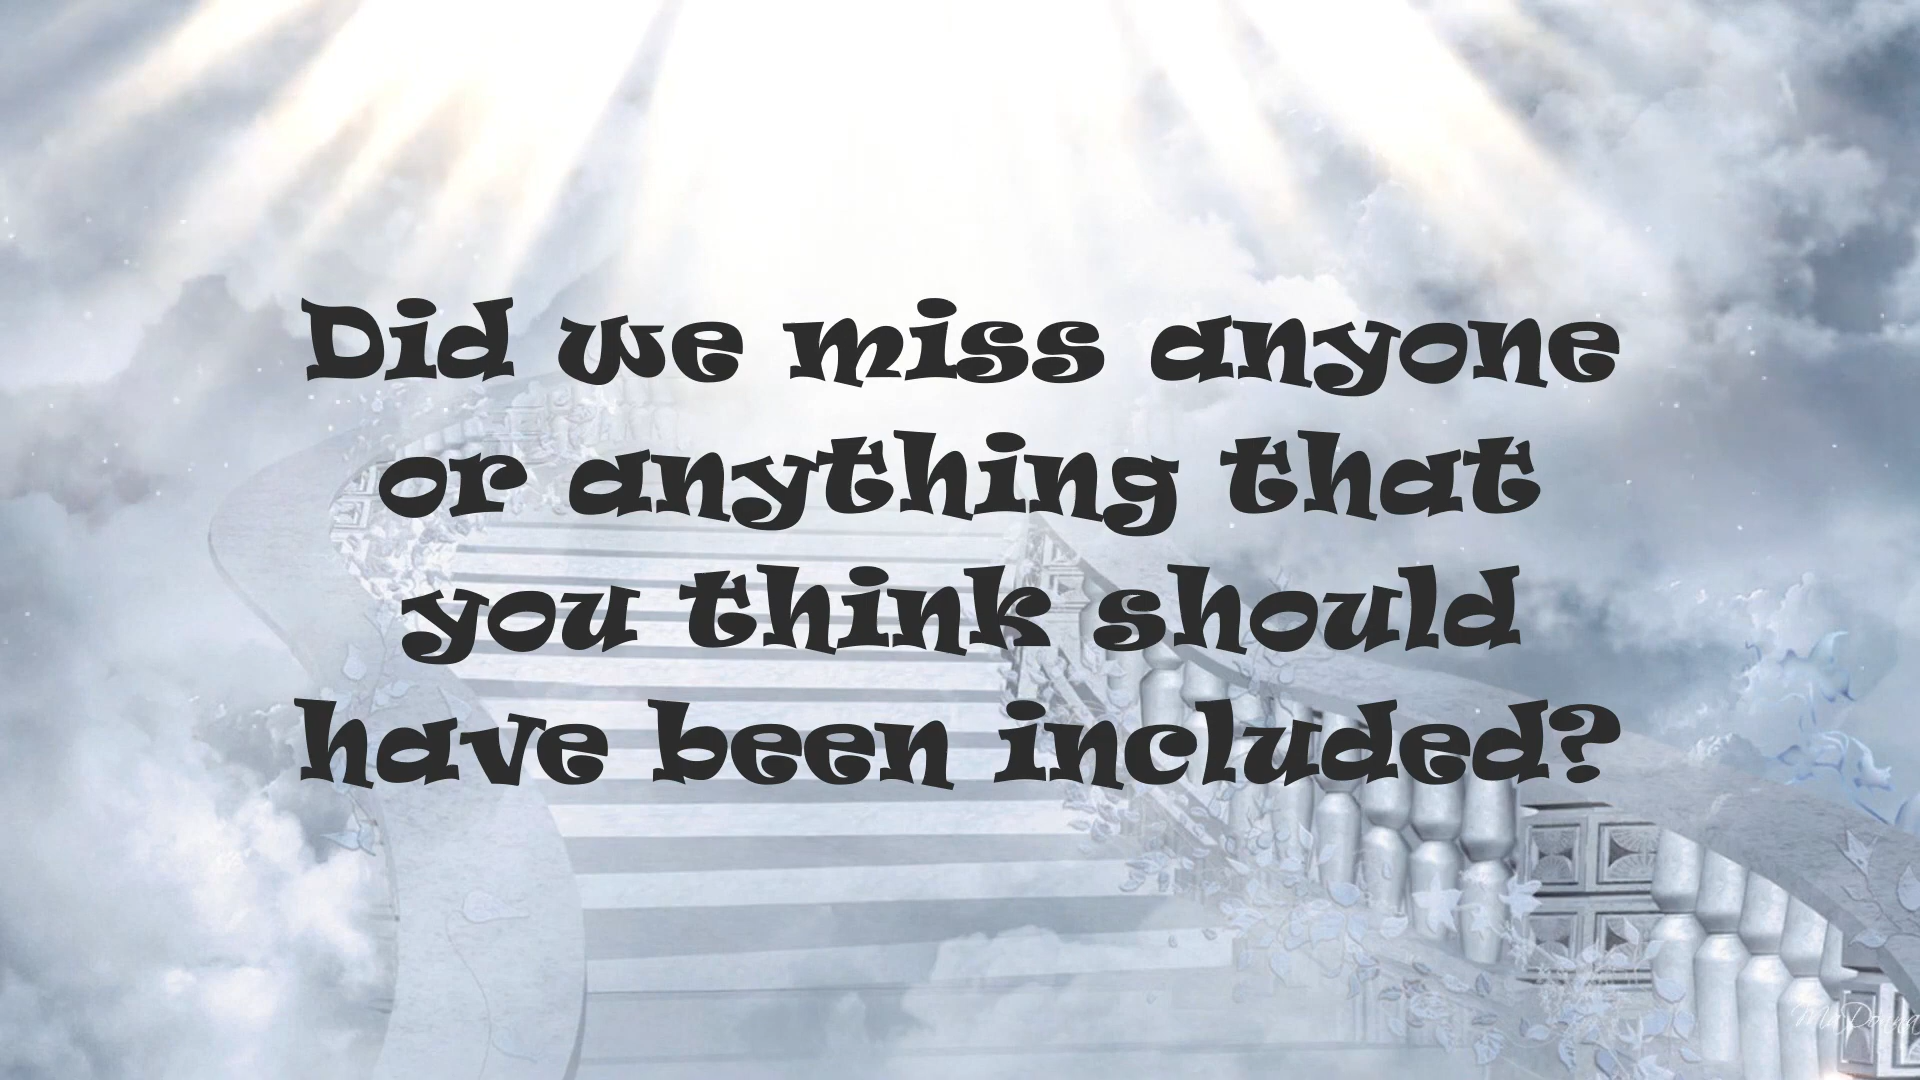 Did we miss anyone
or anything that
you think should
have been included?